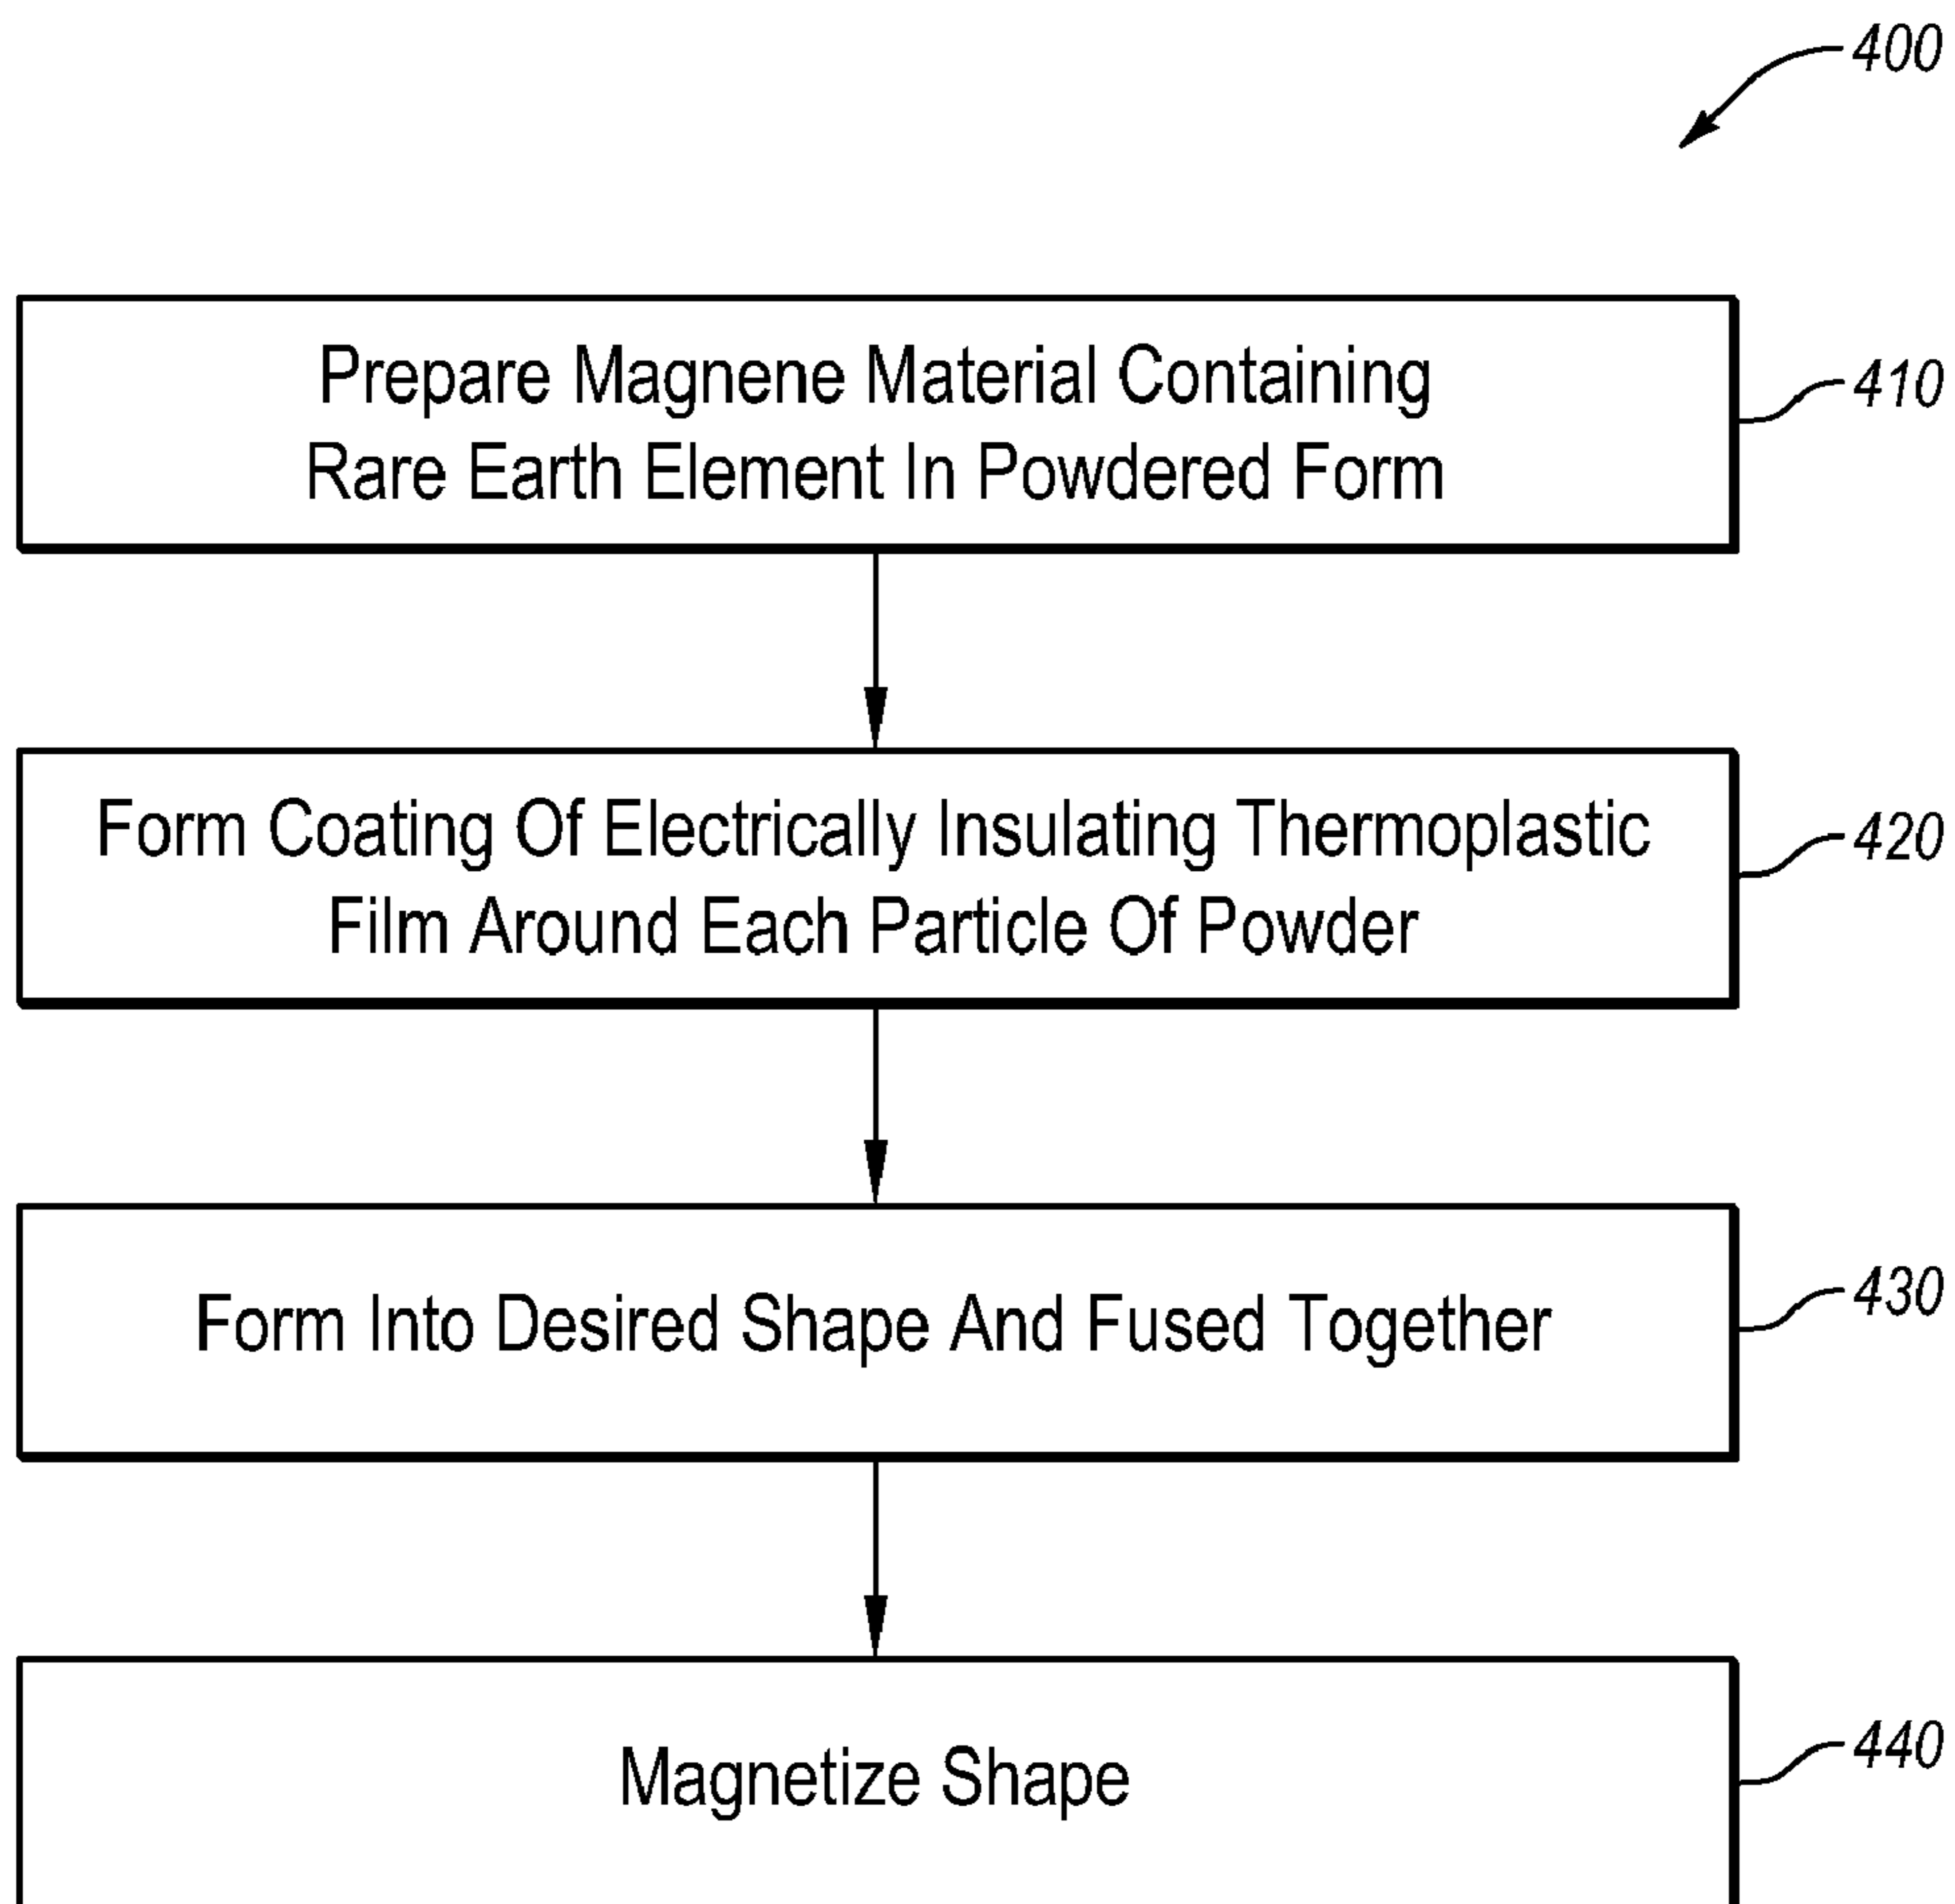 400
Prepare Magnene Material Containing
Rare Earth Element In Powdered Form
410
Form Coating Of Electrically Insulating Thermoplastic
Film Around Each Particle Of Powder
420
Form Into Desired Shape And Fused Together
430
Magnetize Shape
440